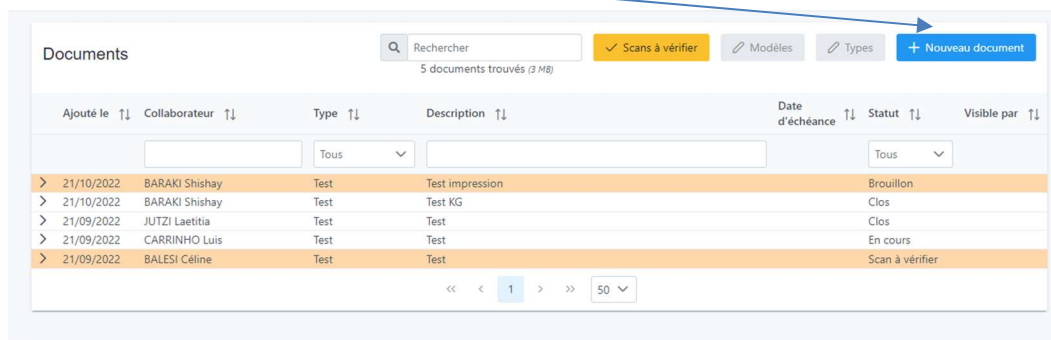 Documents
Rechercher
Scans à vérifier
Modèles
Types
+ Nouveau document
5 documents trouvés (3 MB)
Ajouté le Collaborateur Type Description Date d'échéance Statut Visible par
Tous Tous
21/10/2022 BARAKI Shishay Test Test impression Brouillon
21/10/2022 BARAKI Shishay Test Test KG Clos
21/09/2022 JUTZI Laetitia Test Test Clos
21/09/2022 CARRINHO Luis Test Test En cours
21/09/2022 BALESI Céline Test Test Scan à vérifier
<< < 1 > >> 50